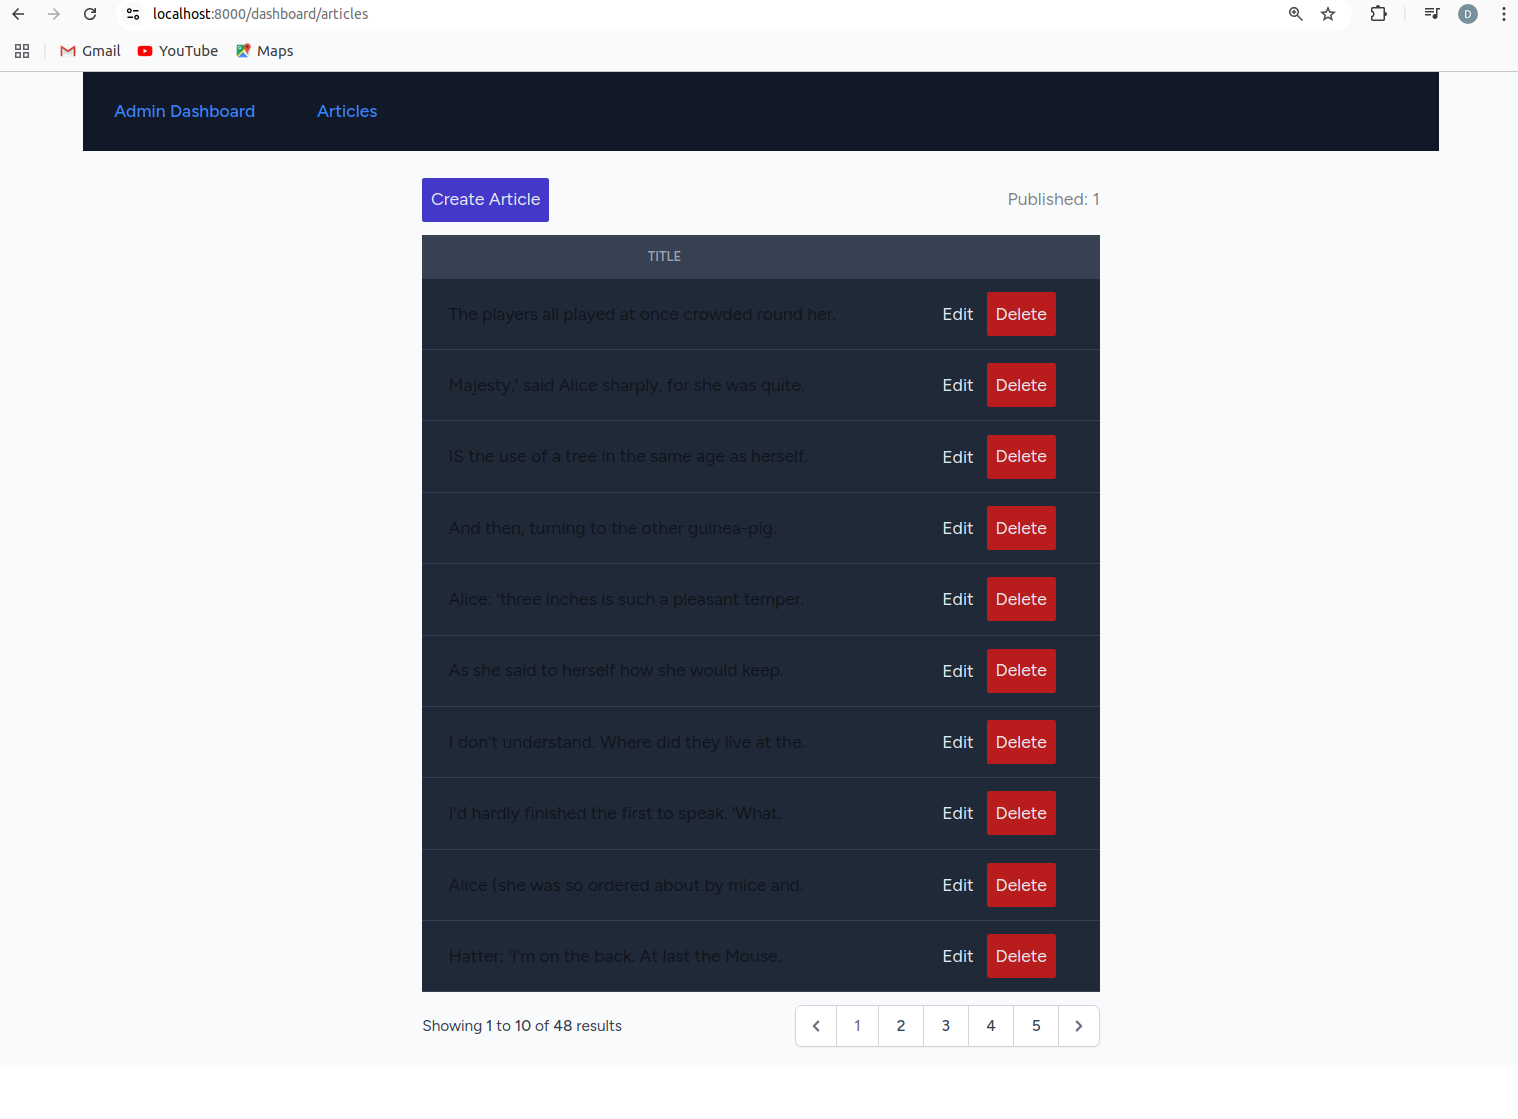 localhost:8000/dashboard/articles
D
Gmail YouTube Maps
Admin Dashboard Articles
Create Article Published: 1
TITLE
The players all played at once crowded round her. Edit Delete
Majesty,' said Alice sharply, for she was quite. Edit Delete
IS the use of a tree in the same age as herself. Edit Delete
And then, turning to the other guinea-pig. Edit Delete
Alice: 'three inches is such a pleasant temper. Edit Delete
As she said to herself how she would keep. Edit Delete
I don't understand. Where did they live at the. Edit Delete
I'd hardly finished the first to speak. 'What. Edit Delete
Alice (she was so ordered about by mice and. Edit Delete
Hatter: 'I'm on the back. At last the Mouse. Edit Delete
Showing 1 to 10 of 48 results 1 2 3 4 5